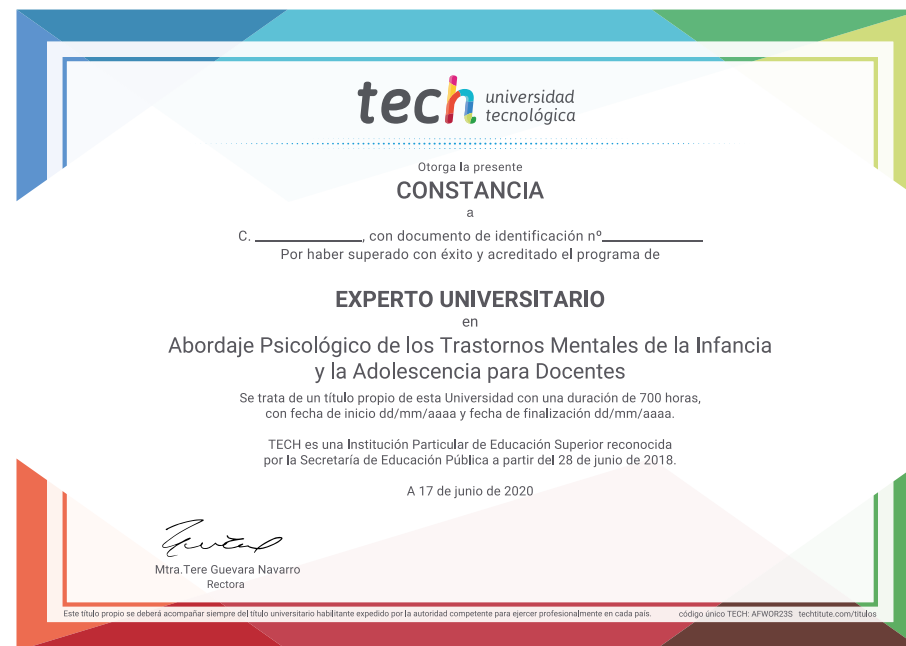 tech universidad
tecnológica
Otorga la presente
CONSTANCIA
a
C. ____________, con documento de identificación nº____________
Por haber superado con éxito y acreditado el programa de
EXPERTO UNIVERSITARIO
en
Abordaje Psicológico de los Trastornos Mentales de la Infancia
y la Adolescencia para Docentes
Se trata de un título propio de esta Universidad con una duración de 700 horas,
con fecha de inicio dd/mm/aaaa y fecha de finalización dd/mm/aaaa.
TECH es una Institución Particular de Educación Superior reconocida
por la Secretaría de Educación Pública a partir del 28 de junio de 2018.
A 17 de junio de 2020
Mtra.Tere Guevara Navarro
Rectora
Este título propio se deberá acompañar siempre del título universitario habilitante expedido por la autoridad competente para ejercer profesionalmente en cada país. código único TECH: AFWOR23S techtitute.com/titulos